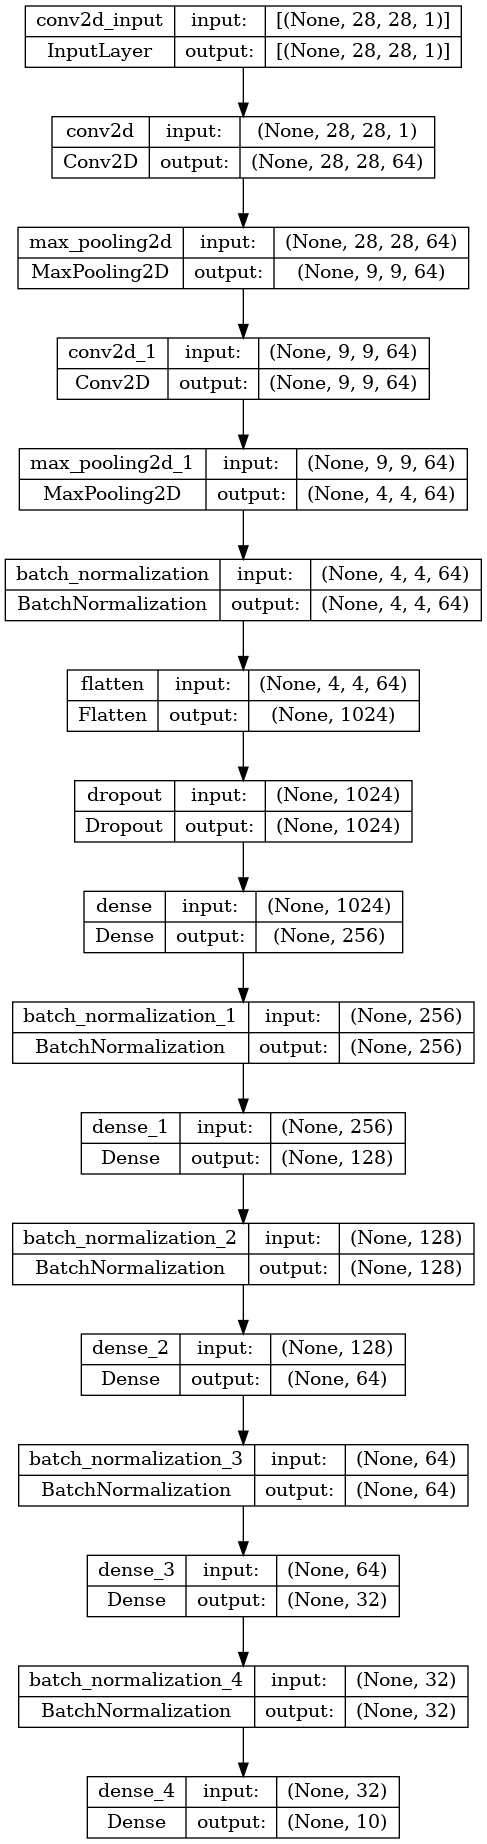 conv2d_input input: [(None, 28, 28, 1)]
InputLayer output: [(None, 28, 28, 1)]
conv2d input: (None, 28, 28, 1)
Conv2D output: (None, 28, 28, 64)
max_pooling2d input: (None, 28, 28, 64)
MaxPooling2D output: (None, 9, 9, 64)
conv2d_1 input: (None, 9, 9, 64)
Conv2D output: (None, 9, 9, 64)
max_pooling2d_1 input: (None, 9, 9, 64)
MaxPooling2D output: (None, 4, 4, 64)
batch_normalization input: (None, 4, 4, 64)
BatchNormalization output: (None, 4, 4, 64)
flatten input: (None, 4, 4, 64)
Flatten output: (None, 1024)
dropout input: (None, 1024)
Dropout output: (None, 1024)
dense input: (None, 1024)
Dense output: (None, 256)
batch_normalization_1 input: (None, 256)
BatchNormalization output: (None, 256)
dense_1 input: (None, 256)
Dense output: (None, 128)
batch_normalization_2 input: (None, 128)
BatchNormalization output: (None, 128)
dense_2 input: (None, 128)
Dense output: (None, 64)
batch_normalization_3 input: (None, 64)
BatchNormalization output: (None, 64)
dense_3 input: (None, 64)
Dense output: (None, 32)
batch_normalization_4 input: (None, 32)
BatchNormalization output: (None, 32)
dense_4 input: (None, 32)
Dense output: (None, 10)